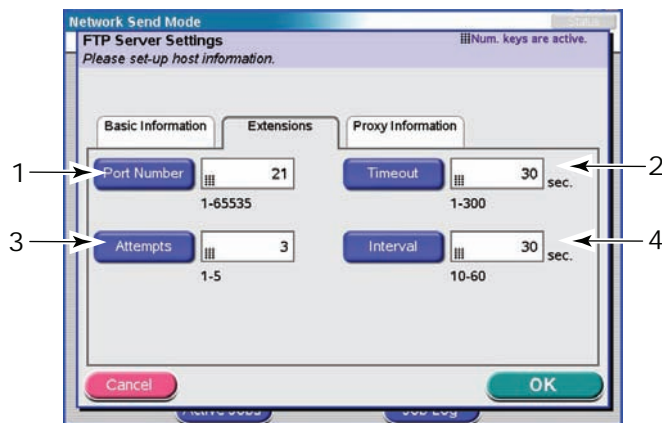 Network Send Mode
Status
FTP Server Settings
Num. keys are active.
Please set-up host information.
Basic Information
Extensions
Proxy Information
1
Port Number
21
1-65535
Timeout
30
sec.
1-300
2
3
Attempts
3
1-5
Interval
30
sec.
10-60
4
Cancel
OK
Active Jobs
Job Log